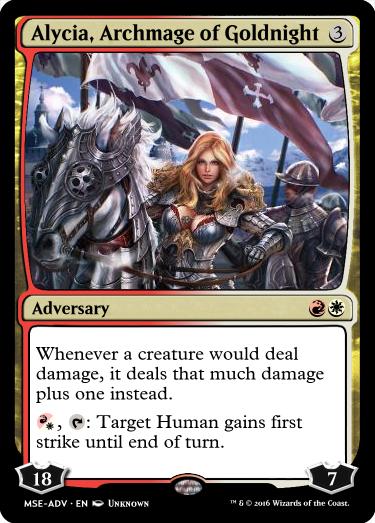 Alycia, Archmage of Goldnight 3
Adversary
Whenever a creature would deal
damage, it deals that much damage
plus one instead.
, : Target Human gains first
strike until end of turn.
18
7
MSE-ADV • EN Unknown
™ & © 2016 Wizards of the Coast.